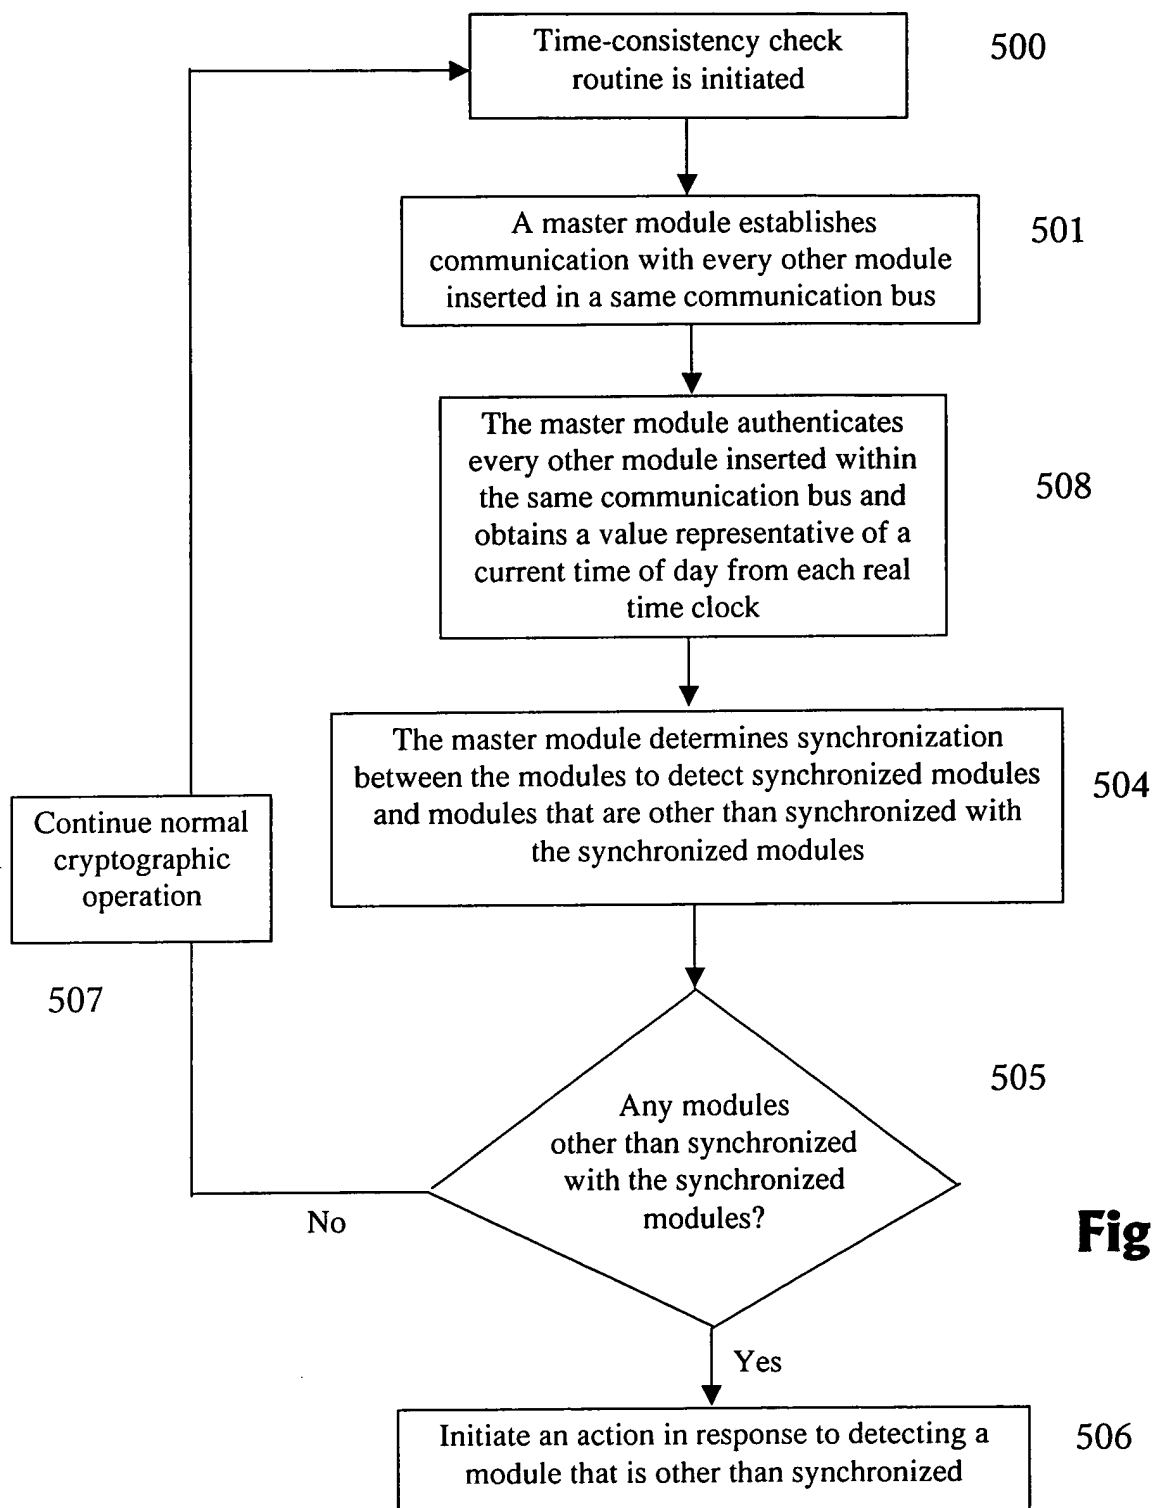 Time-consistency check
routine is initiated
500
A master module establishes
communication with every other module
inserted in a same communication bus
501
The master module authenticates
every other module inserted within
the same communication bus and
obtains a value representative of a
current time of day from each real
time clock
508
The master module determines synchronization
between the modules to detect synchronized modules
and modules that are other than synchronized with
the synchronized modules
504
Continue normal
cryptographic
operation
507
505
Any modules
other than synchronized
with the synchronized
modules?
No
Fig
Yes
Initiate an action in response to detecting a
module that is other than synchronized
506